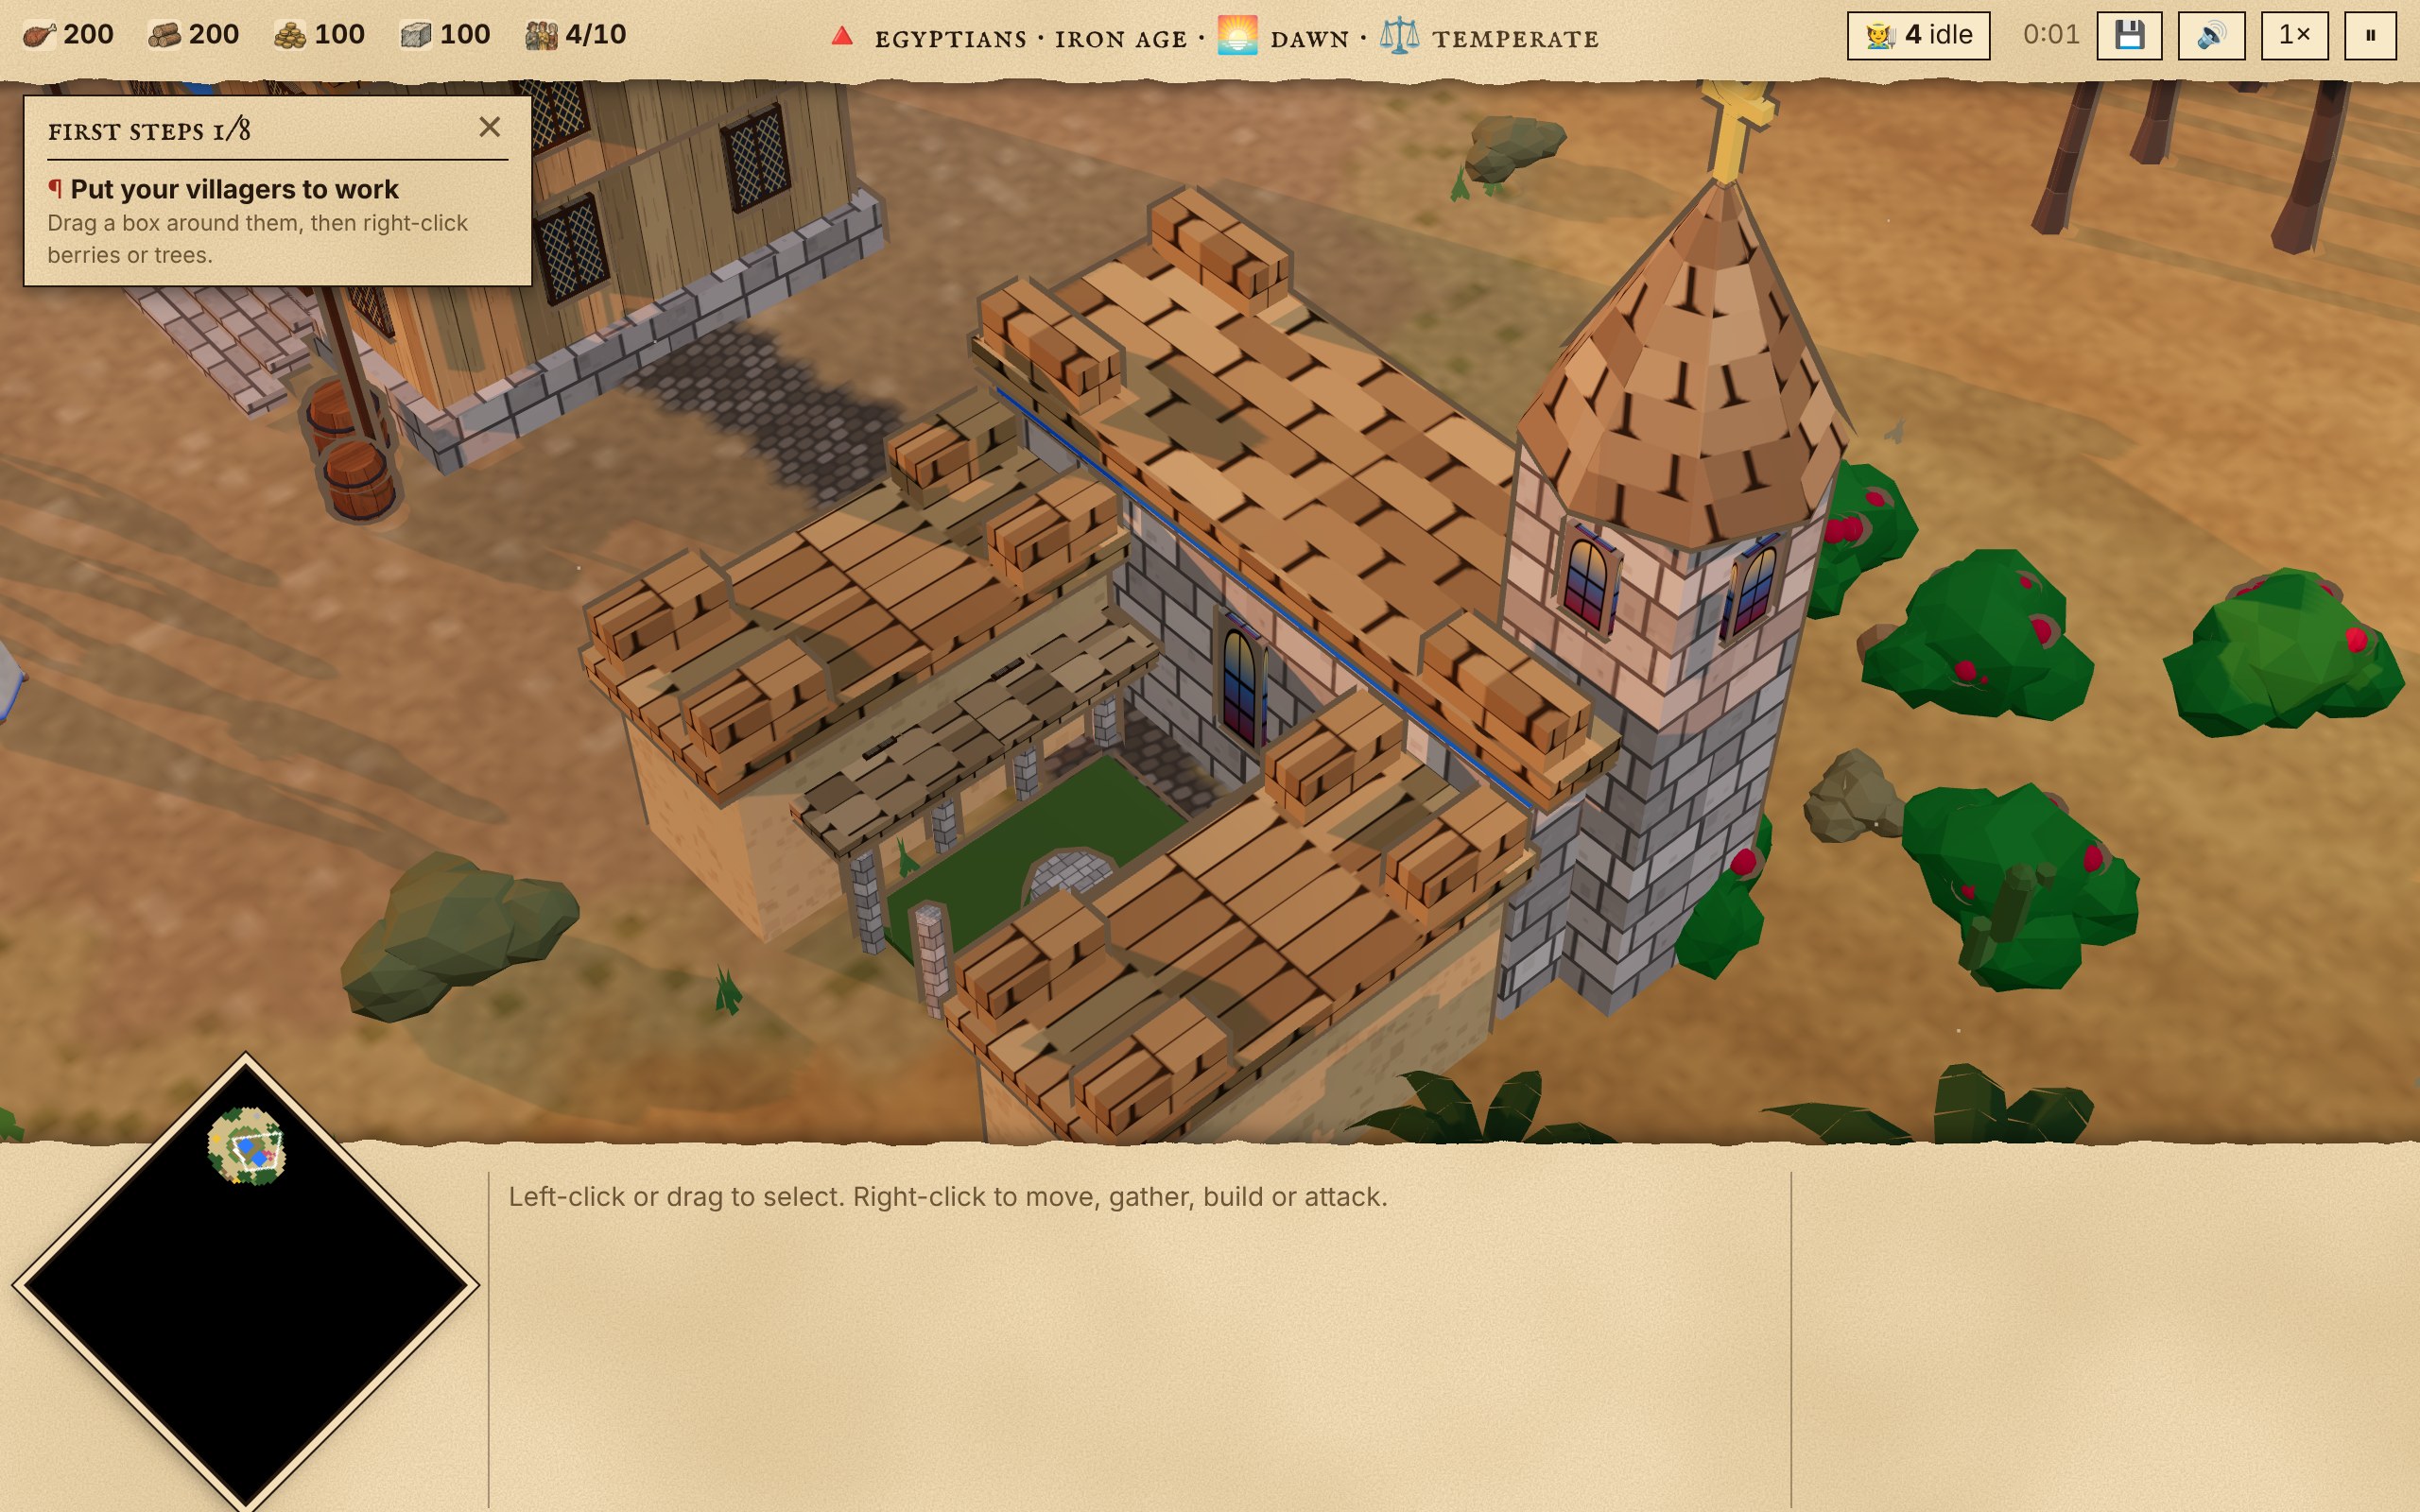 200 200 100 100 4/10 EGYPTIANS · IRON AGE · DAWN · TEMPERATE 4 idle 0:01 1×
FIRST STEPS 1/8
¶ Put your villagers to work
Drag a box around them, then right-click
berries or trees.
Left-click or drag to select. Right-click to move, gather, build or attack.